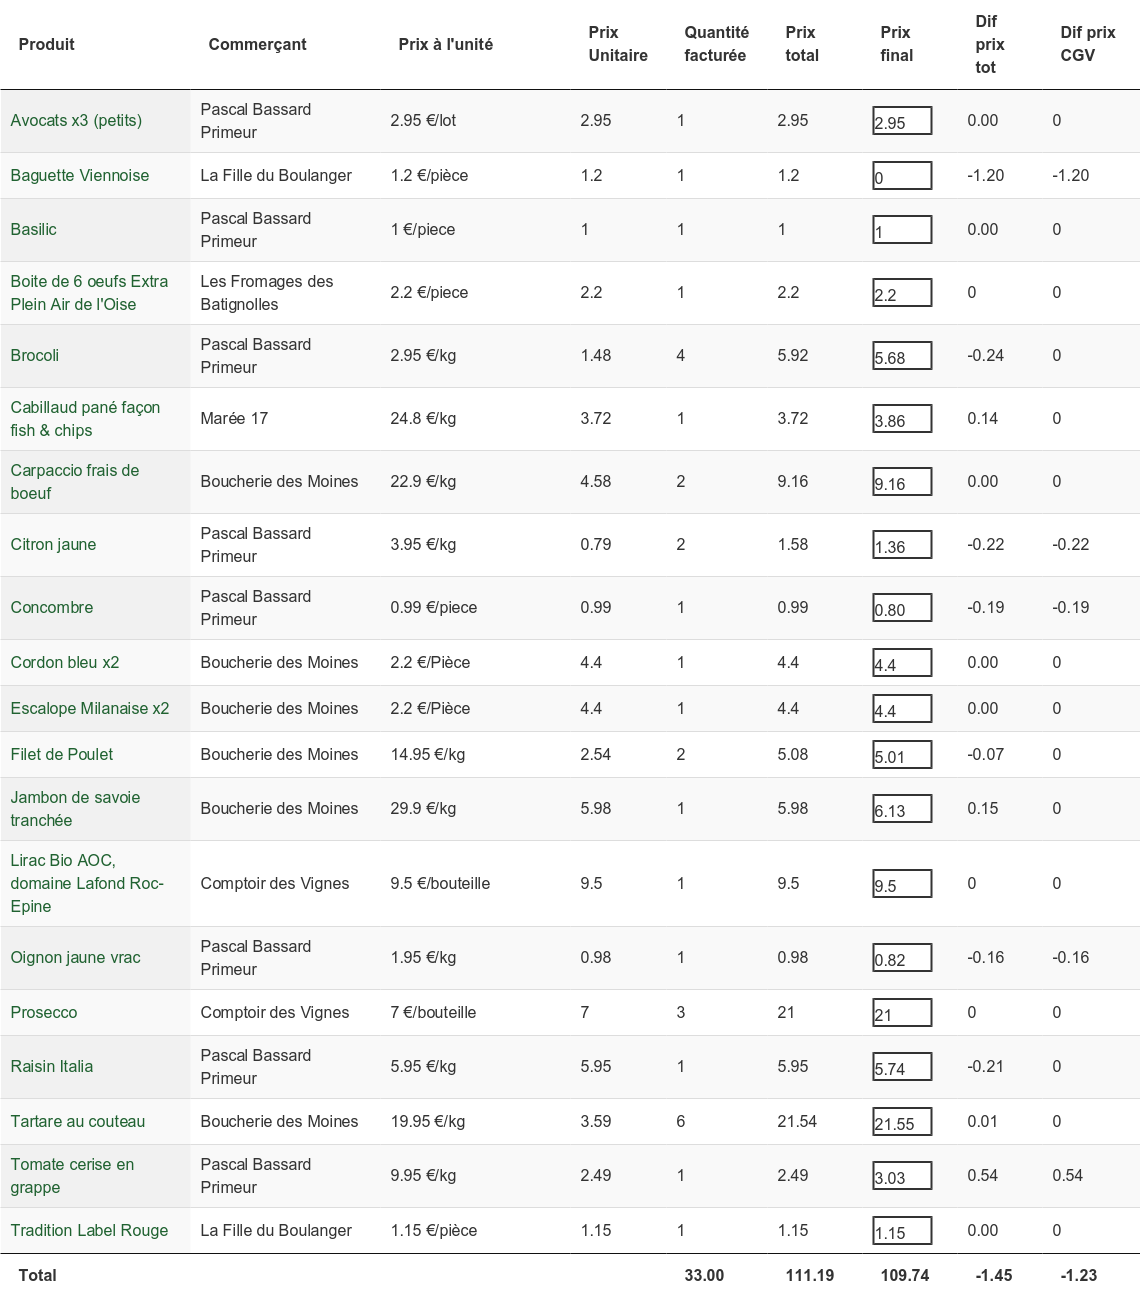 Produit Commerçant Prix à l'unité Prix Unitaire Quantité facturée Prix total Prix final Dif prix tot Dif prix CGV
Avocats x3 (petits) Pascal Bassard Primeur 2.95 €/lot 2.95 1 2.95 2.95 0.00 0
Baguette Viennoise La Fille du Boulanger 1.2 €/pièce 1.2 1 1.2 0 -1.20 -1.20
Basilic Pascal Bassard Primeur 1 €/piece 1 1 1 1 0.00 0
Boite de 6 oeufs Extra Plein Air de l'Oise Les Fromages des Batignolles 2.2 €/piece 2.2 1 2.2 2.2 0 0
Brocoli Pascal Bassard Primeur 2.95 €/kg 1.48 4 5.92 5.68 -0.24 0
Cabillaud pané façon fish & chips Marée 17 24.8 €/kg 3.72 1 3.72 3.86 0.14 0
Carpaccio frais de boeuf Boucherie des Moines 22.9 €/kg 4.58 2 9.16 9.16 0.00 0
Citron jaune Pascal Bassard Primeur 3.95 €/kg 0.79 2 1.58 1.36 -0.22 -0.22
Concombre Pascal Bassard Primeur 0.99 €/piece 0.99 1 0.99 0.80 -0.19 -0.19
Cordon bleu x2 Boucherie des Moines 2.2 €/Pièce 4.4 1 4.4 4.4 0.00 0
Escalope Milanaise x2 Boucherie des Moines 2.2 €/Pièce 4.4 1 4.4 4.4 0.00 0
Filet de Poulet Boucherie des Moines 14.95 €/kg 2.54 2 5.08 5.01 -0.07 0
Jambon de savoie tranchée Boucherie des Moines 29.9 €/kg 5.98 1 5.98 6.13 0.15 0
Lirac Bio AOC, domaine Lafond Roc-Epine Comptoir des Vignes 9.5 €/bouteille 9.5 1 9.5 9.5 0 0
Oignon jaune vrac Pascal Bassard Primeur 1.95 €/kg 0.98 1 0.98 0.82 -0.16 -0.16
Prosecco Comptoir des Vignes 7 €/bouteille 7 3 21 21 0 0
Raisin Italia Pascal Bassard Primeur 5.95 €/kg 5.95 1 5.95 5.74 -0.21 0
Tartare au couteau Boucherie des Moines 19.95 €/kg 3.59 6 21.54 21.55 0.01 0
Tomate cerise en grappe Pascal Bassard Primeur 9.95 €/kg 2.49 1 2.49 3.03 0.54 0.54
Tradition Label Rouge La Fille du Boulanger 1.15 €/pièce 1.15 1 1.15 1.15 0.00 0
Total 33.00 111.19 109.74 -1.45 -1.23